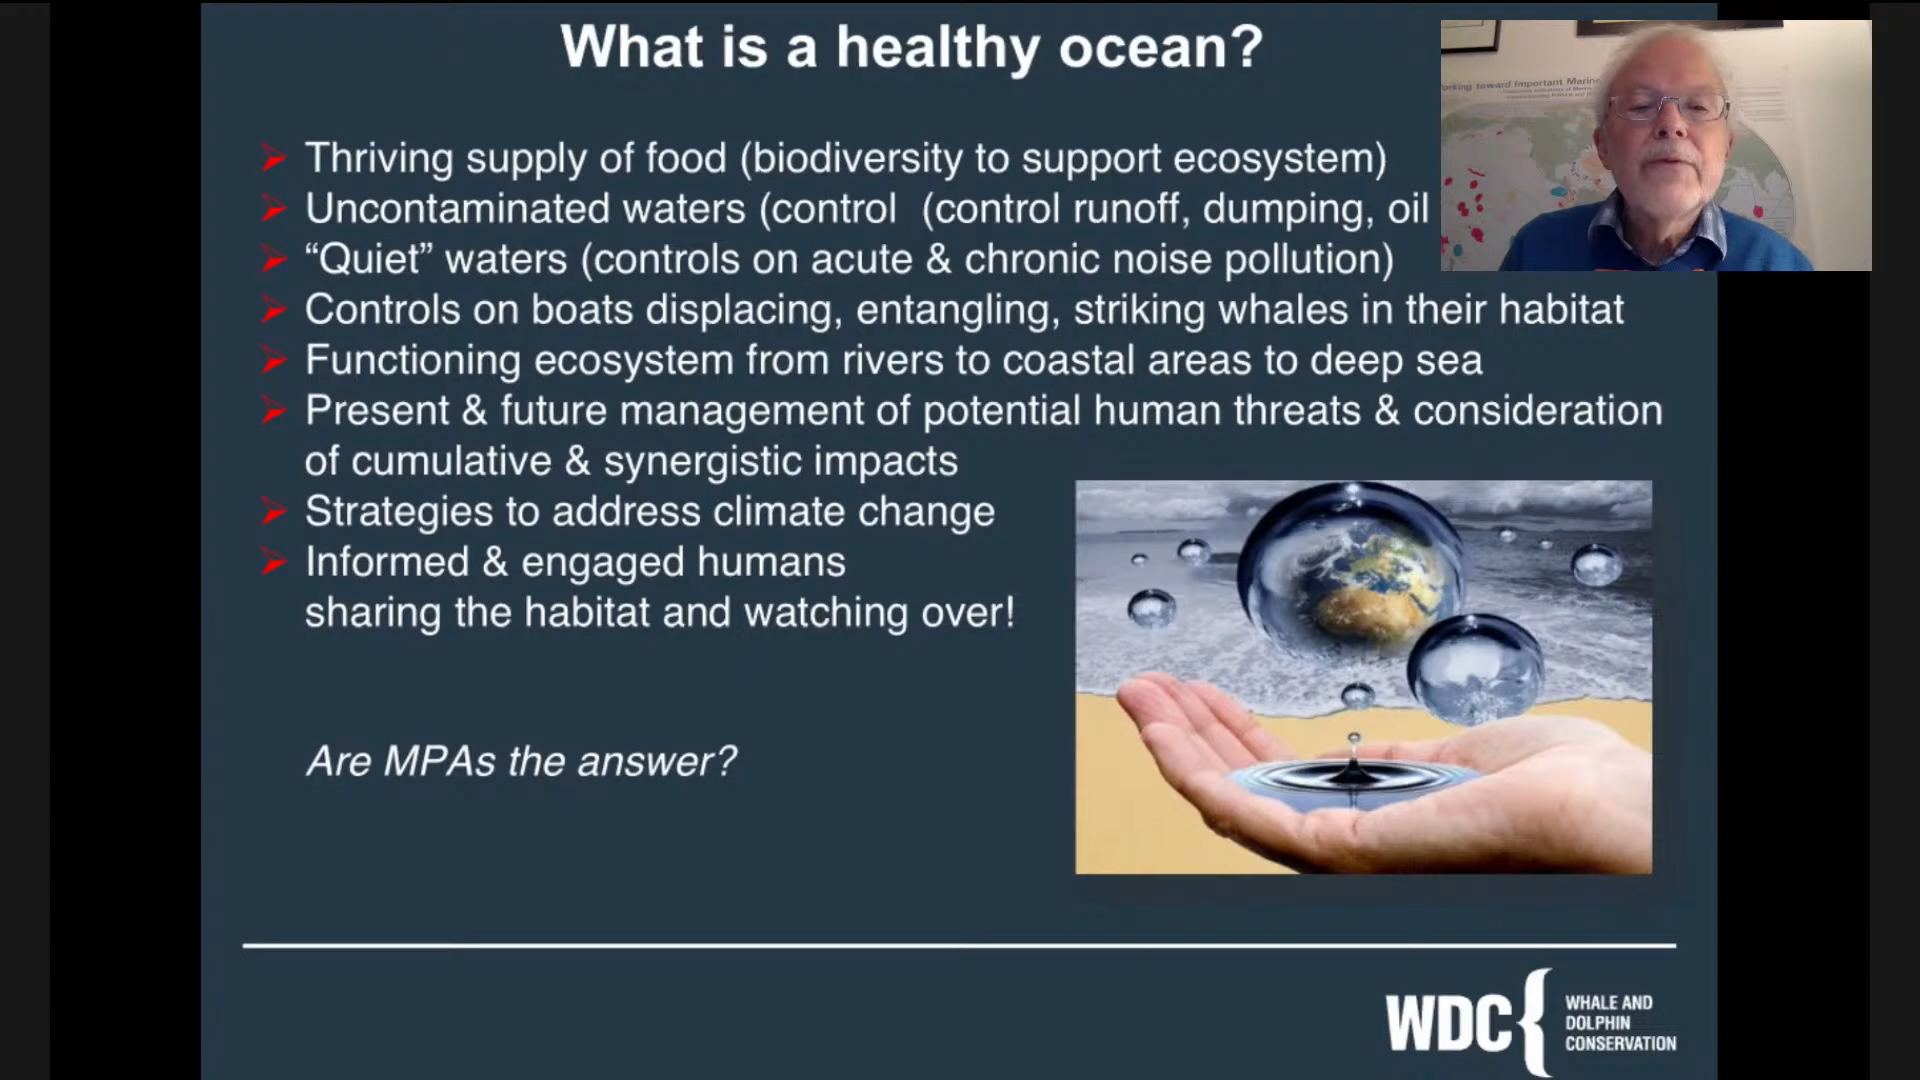 What is a healthy ocean?
Thriving supply of food (biodiversity to support ecosystem)
Uncontaminated waters (control (control runoff, dumping, oil
“Quiet” waters (controls on acute & chronic noise pollution)
Controls on boats displacing, entangling, striking whales in their habitat
Functioning ecosystem from rivers to coastal areas to deep sea
Present & future management of potential human threats & consideration
of cumulative & synergistic impacts
Strategies to address climate change
Informed & engaged humans
sharing the habitat and watching over!
Are MPAs the answer?
toward Important Marine
WDC
WHALE AND
DOLPHIN
CONSERVATION